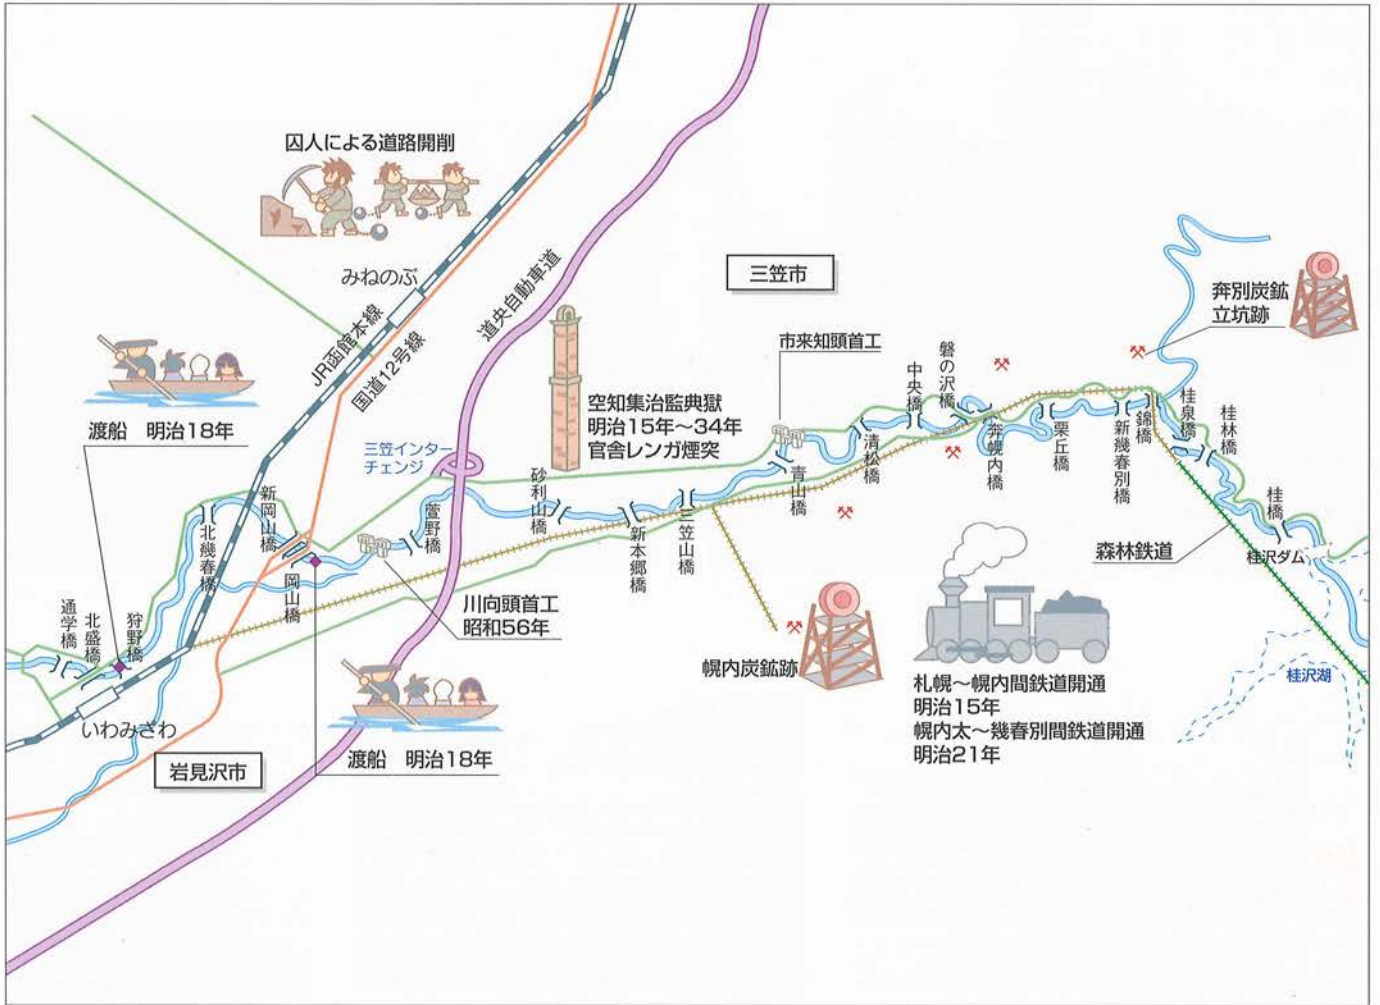 囚人による道路開削
みねのぶ
JR函館本線
国道12号線
道央自動車道
三笠市
奔別炭鉱
立坑跡
市来知頭首工
空知集治監典獄
明治15年～34年
官舎レンガ煙突
三笠インター
チェンジ
渡船　明治18年
通学橋
北盛橋
狩野橋
北幾春橋
新岡山橋
岡山橋
萱野橋
砂利山橋
新本郷橋
三笠山橋
青山橋
清松橋
中央橋
磐の沢橋
奔幌内橋
栗丘橋
新幾春別橋
錦橋
桂泉橋
桂林橋
桂橋
桂沢ダム
森林鉄道
桂沢湖
川向頭首工
昭和56年
渡船　明治18年
いわみざわ
岩見沢市
幌内炭鉱跡
札幌～幌内間鉄道開通
明治15年
幌内太～幾春別間鉄道開通
明治21年